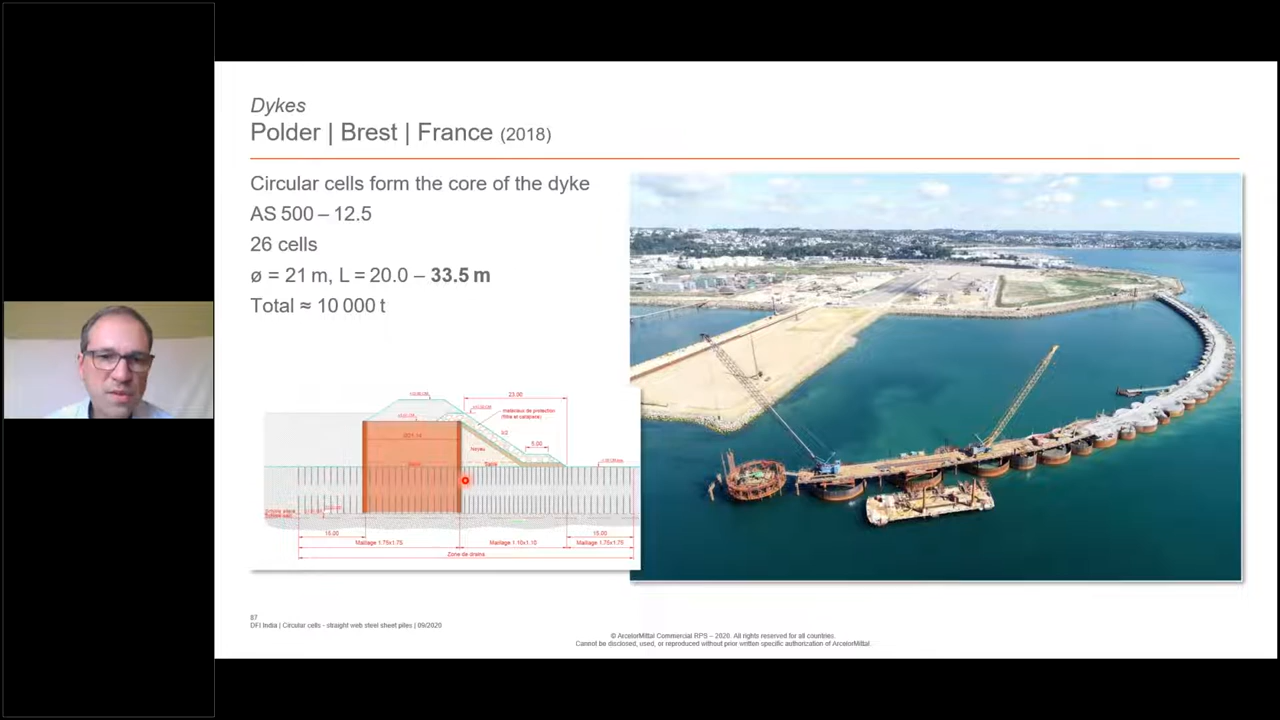 Dykes
Polder | Brest | France (2018)
Circular cells form the core of the dyke
AS 500 – 12.5
26 cells
ø = 21 m, L = 20.0 – 33.5 m
Total ≈ 10 000 t
23.00
matériaux de protection
5.00
Noyau
15.00
15.00
Maillage 1.75x1.75
Maillage 1.10x1.10
Maillage 1.75x1.75
Zone de drains
87
DFI India | Circular cells - straight web steel sheet piles | 09/2020
© ArcelorMittal Commercial RPS – 2020. All rights reserved for all countries.
Cannot be disclosed, used, or reproduced without prior written specific authorization of ArcelorMittal.